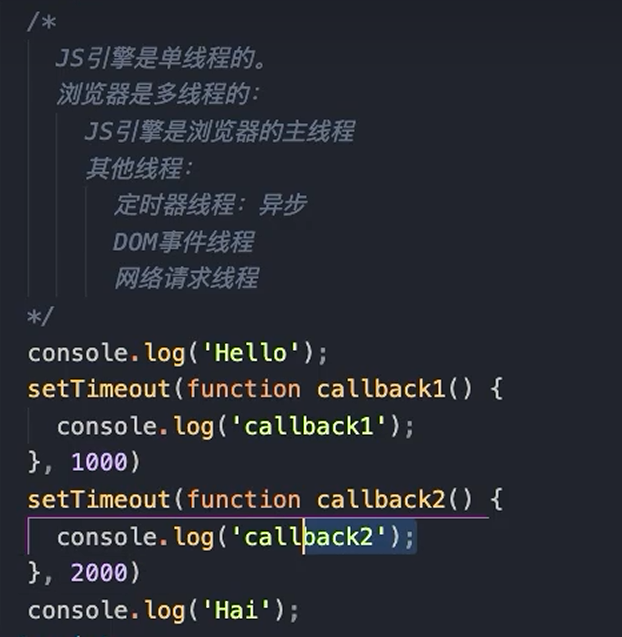 /*
JS引擎是单线程的。
浏览器是多线程的：
JS引擎是浏览器的主线程
其他线程：
定时器线程：异步
DOM事件线程
网络请求线程
*/
console.log('Hello');
setTimeout(function callback1() {
console.log('callback1');
}, 1000)
setTimeout(function callback2() {
console.log('callback2');
}, 2000)
console.log('Hai');